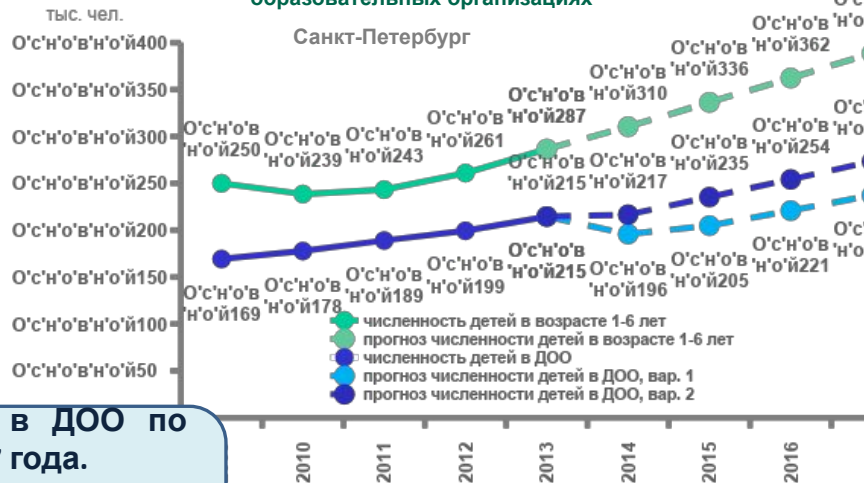 образовательных организациях
тыс. чел.
Санкт-Петербург
О'с'н'о'в'н'о'й400
О'с'н'о'в'н'о'й350
О'с'н'о'в'н'о'й300
О'с'н'о'в'н'о'й250
О'с'н'о'в'н'о'й200
О'с'н'о'в'н'о'й150
О'с'н'о'в'н'о'й100
О'с'н'о'в'н'о'й50
О'с'н'о'в
'н'о'й250
О'с'н'о'в
'н'о'й239
О'с'н'о'в
'н'о'й243
О'с'н'о'в
'н'о'й261
О'с'н'о'в
'н'о'й287
О'с'н'о'в
'н'о'й310
О'с'н'о'в
'н'о'й336
О'с'н'о'в
'н'о'й362
О'с'н'о'в
'н'о'й215
О'с'н'о'в
'н'о'й217
О'с'н'о'в
'н'о'й235
О'с'н'о'в
'н'о'й254
О'с'н'о'в
'н'о'й169
О'с'н'о'в
'н'о'й178
О'с'н'о'в
'н'о'й189
О'с'н'о'в
'н'о'й199
О'с'н'о'в
'н'о'й215
О'с'н'о'в
'н'о'й196
О'с'н'о'в
'н'о'й205
О'с'н'о'в
'н'о'й221
численность детей в возрасте 1-6 лет
прогноз численности детей в возрасте 1-6 лет
численность детей в ДОО
прогноз численности детей в ДОО, вар. 1
прогноз численности детей в ДОО, вар. 2
2010
2011
2012
2013
2014
2015
2016
в ДОО по
года.